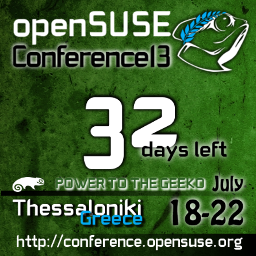 openSUSE
Conference13
32
days left
POWER TO THE GEEKO July
Thessaloniki
Greece
18-22
http://conference.opensuse.org